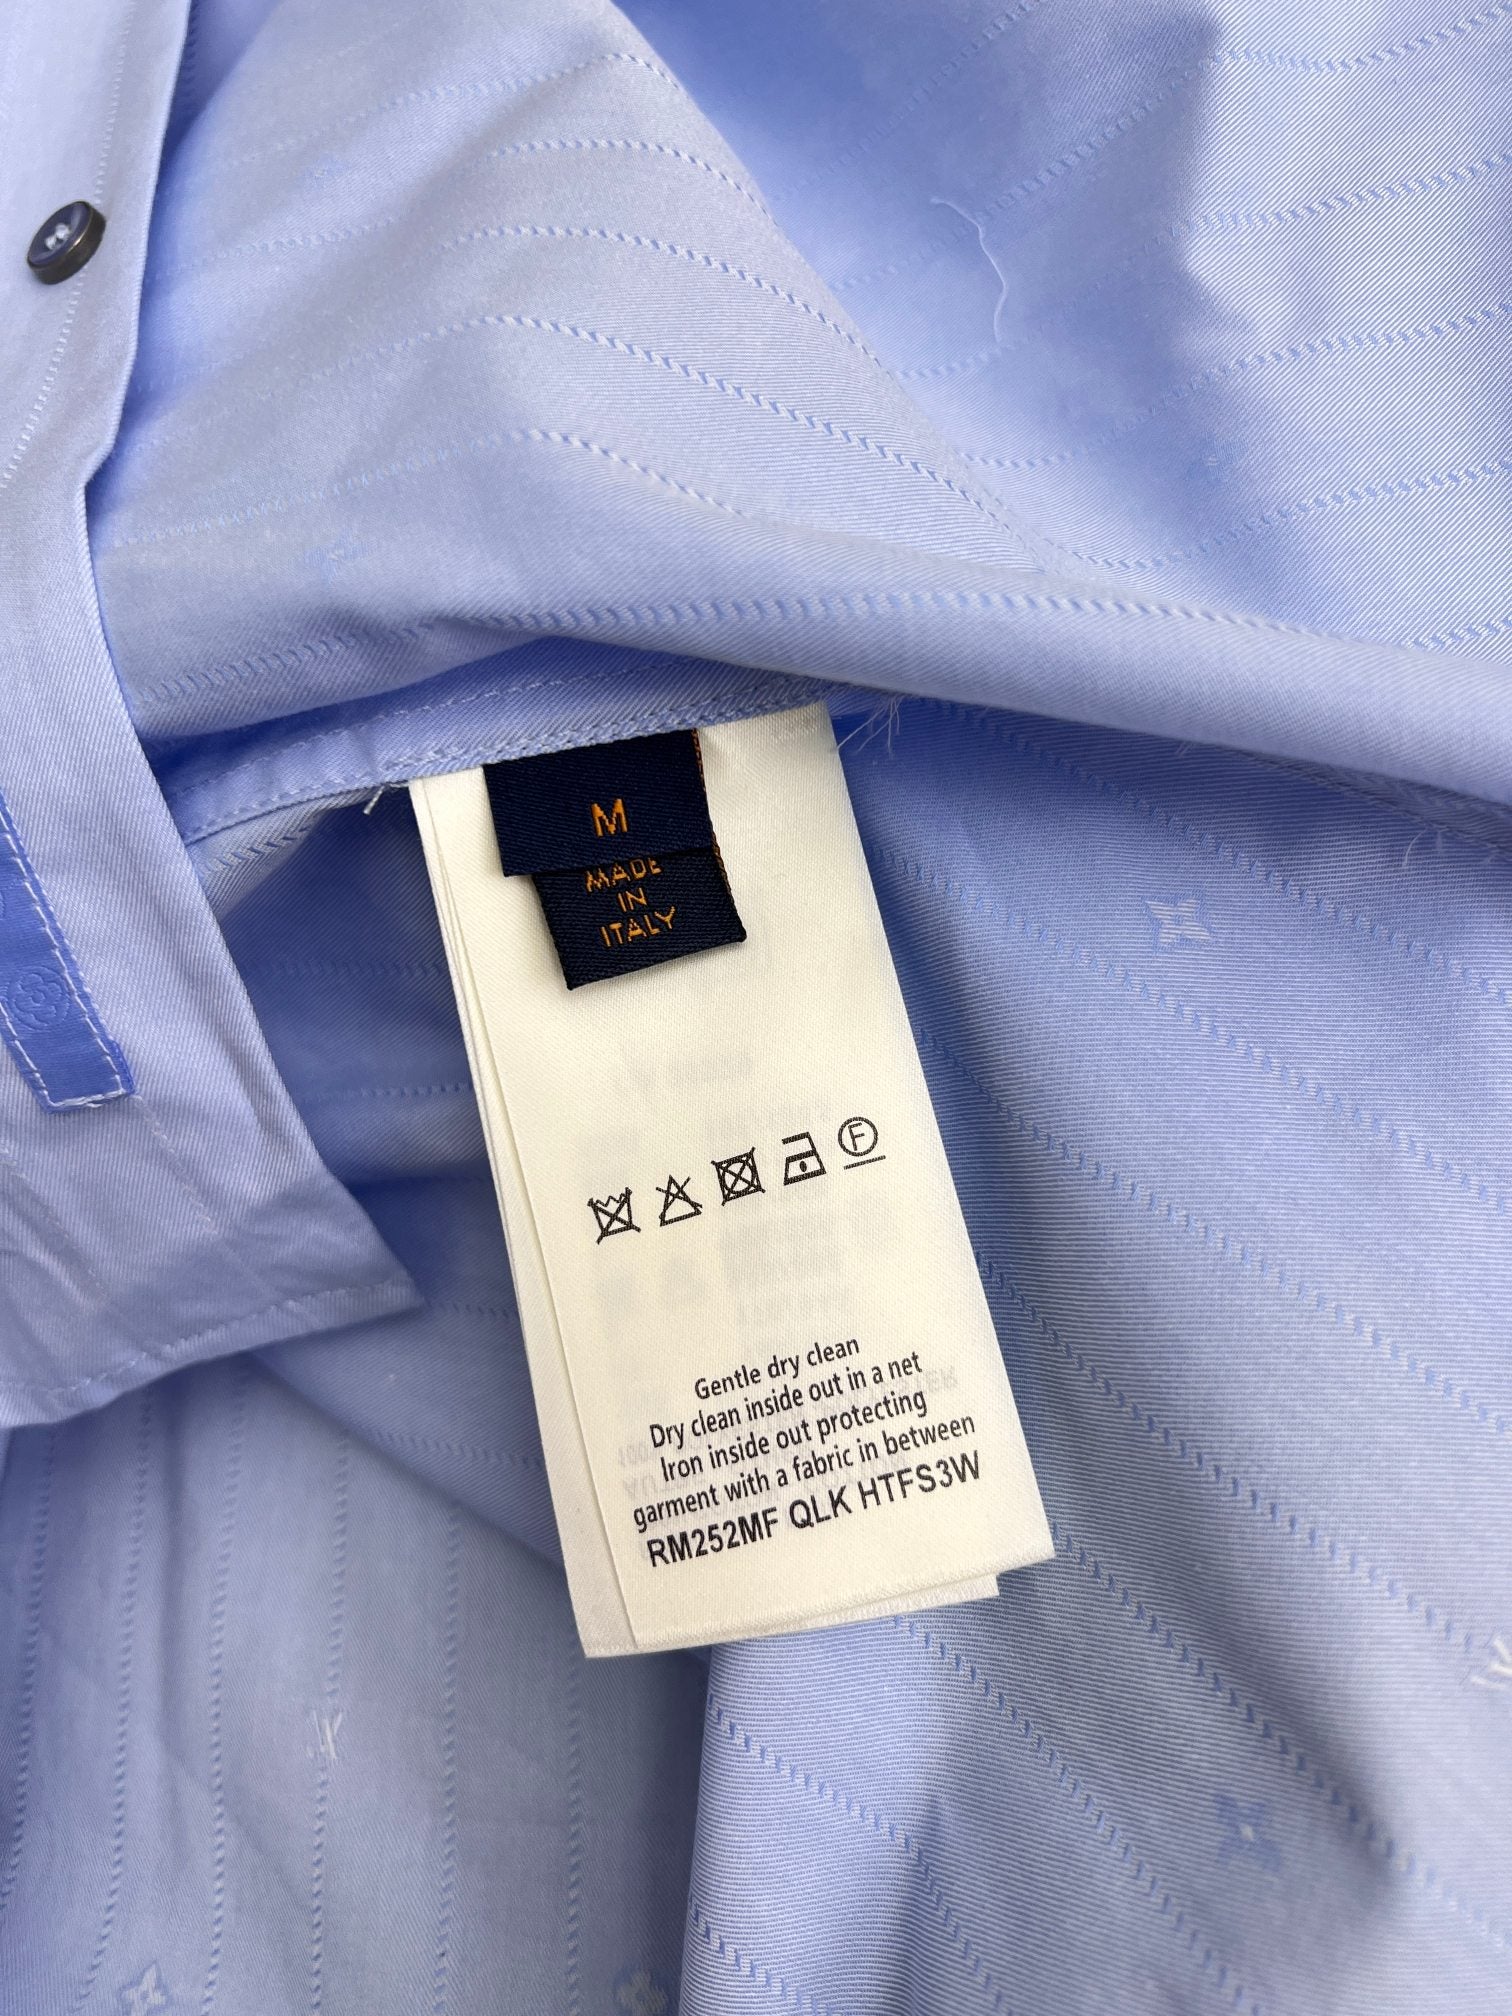 M
MADE
IN
ITALY
F
Gentle dry clean
Dry clean inside out in a net
Iron inside out protecting
garment with a fabric in between
RM252MF QLK HTFS3W